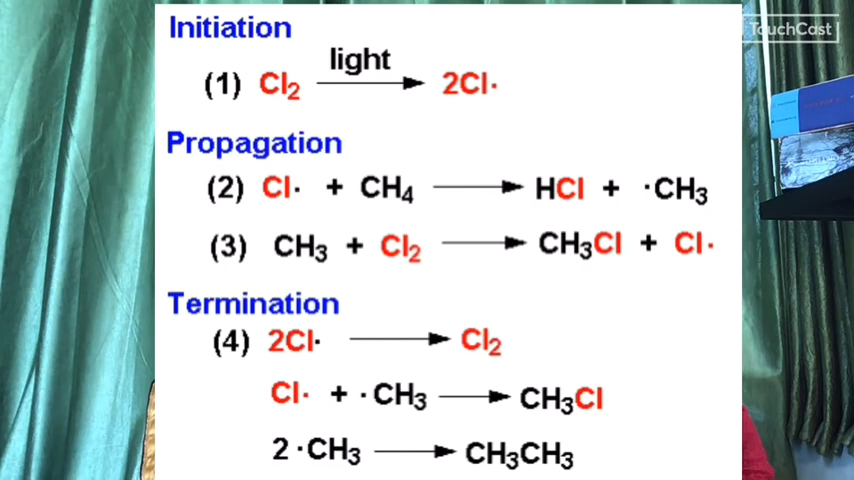 TouchCast
Initiation
light
(1) Cl₂ ⟶ 2Cl·
Propagation
(2) Cl· + CH₄ ⟶ HCl + ·CH₃
(3) CH₃ + Cl₂ ⟶ CH₃Cl + Cl·
Termination
(4) 2Cl· ⟶ Cl₂
Cl· + ·CH₃ ⟶ CH₃Cl
2·CH₃ ⟶ CH₃CH₃